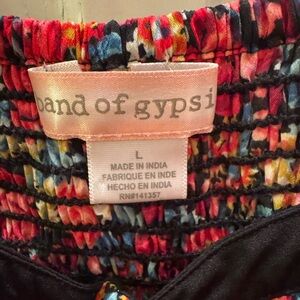 band of gypsi
L
MADE IN INDIA
FABRIQUE EN INDE
HECHO EN INDIA
RN#141357